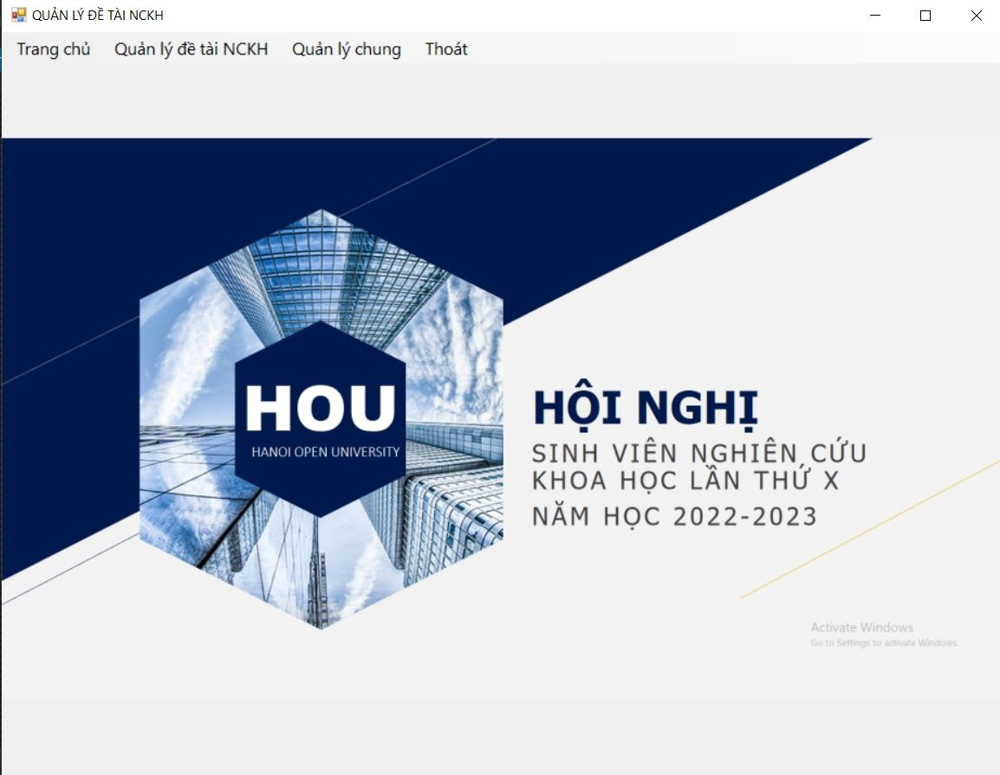 QUẢN LÝ ĐỀ TÀI NCKH
Trang chủ Quản lý đề tài NCKH Quản lý chung Thoát
HOU
HANOI OPEN UNIVERSITY
HỘI NGHỊ
SINH VIÊN NGHIÊN CỨU
KHOA HỌC LẦN THỨ X
NĂM HỌC 2022-2023
Activate Windows
Go to Settings to activate Windows.